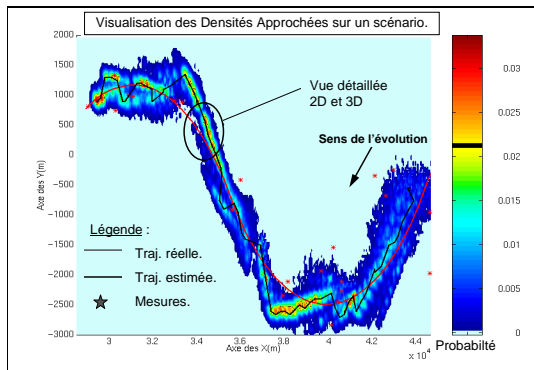 Visualisation des Densités Approchées sur un scénario.
2000
1500
1000
500
0
-500
-1000
-1500
-2000
-2500
-3000
Axe des Y(m)
Vue détaillée
2D et 3D
Sens de l'évolution
Légende :
Traj. réelle.
Traj. estimée.
Mesures.
3 3.2 3.4 3.6 3.8 4 4.2 4.4
Axe des X(m)
x 10⁴
0.03
0.025
0.02
0.015
0.01
0.005
0
Probabilté